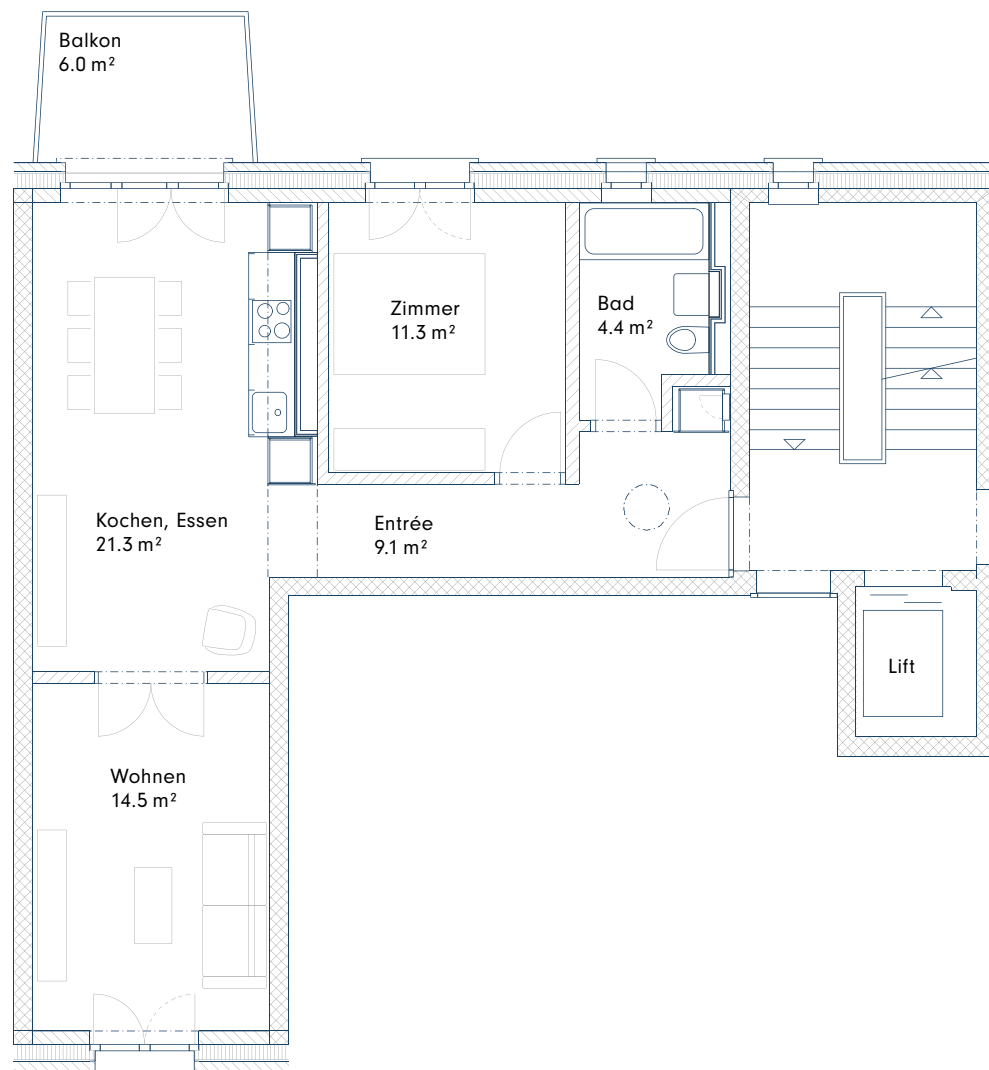 Balkon
6.0 m²
Zimmer
11.3 m²
Bad
4.4 m²
Kochen, Essen
21.3 m²
Entrée
9.1 m²
Lift
Wohnen
14.5 m²